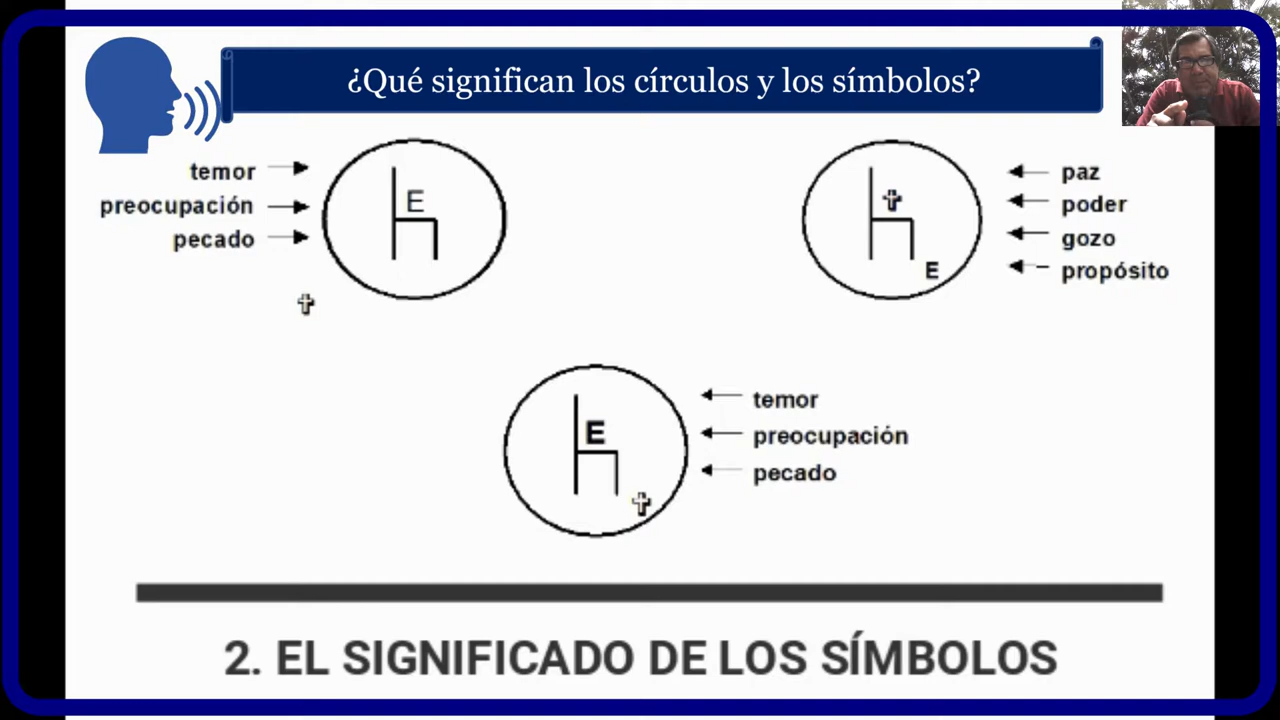 ¿Qué significan los círculos y los símbolos?
temor
preocupación
pecado
E
E
paz
poder
gozo
propósito
E
temor
preocupación
pecado
2. EL SIGNIFICADO DE LOS SÍMBOLOS